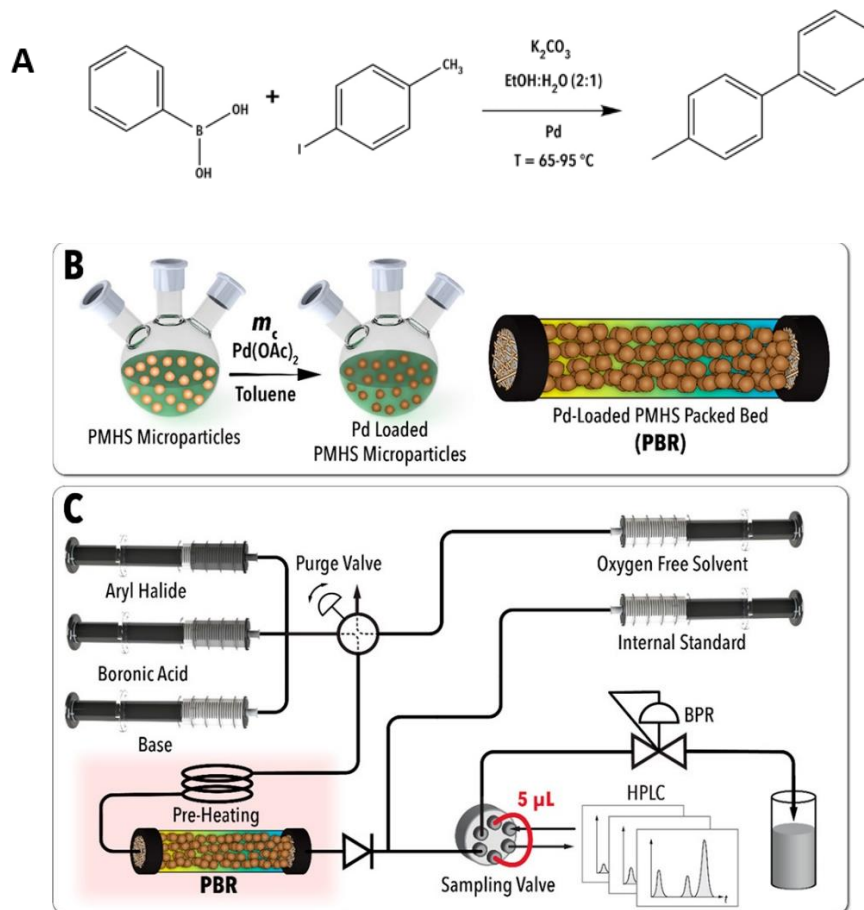 A
B
OH
OH
+
I
CH₃
K₂CO₃
EtOH:H₂O (2:1)
Pd
T = 65-95 °C
B
m_c
Pd(OAc)₂
Toluene
PMHS Microparticles
Pd Loaded
PMHS Microparticles
Pd-Loaded PMHS Packed Bed
(PBR)
C
Aryl Halide
Boronic Acid
Base
Purge Valve
Oxygen Free Solvent
Internal Standard
Pre-Heating
PBR
BPR
5 µL
HPLC
Sampling Valve
t